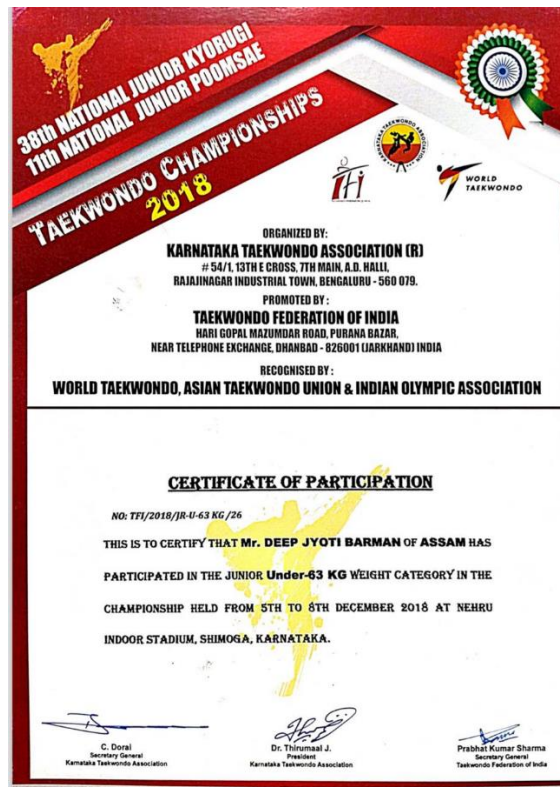 38th NATIONAL JUNIOR KYORUGI
11th NATIONAL JUNIOR POOMSAE
TAEKWONDO CHAMPIONSHIPS
2018
KARNATAKA TAEKWONDO ASSOCIATION
TFI
WORLD
TAEKWONDO
ORGANIZED BY:
KARNATAKA TAEKWONDO ASSOCIATION (R)
# 54/1, 13TH E CROSS, 7TH MAIN, A.D. HALLI,
RAJAJINAGAR INDUSTRIAL TOWN, BENGALURU - 560 079.
PROMOTED BY :
TAEKWONDO FEDERATION OF INDIA
HARI GOPAL MAZUMDAR ROAD, PURANA BAZAR,
NEAR TELEPHONE EXCHANGE, DHANBAD - 826001 (JARKHAND) INDIA
RECOGNISED BY :
WORLD TAEKWONDO, ASIAN TAEKWONDO UNION & INDIAN OLYMPIC ASSOCIATION
CERTIFICATE OF PARTICIPATION
NO: TFI/2018/JR-U-63 KG /26
THIS IS TO CERTIFY THAT Mr. DEEP JYOTI BARMAN OF ASSAM HAS
PARTICIPATED IN THE JUNIOR Under-63 KG WEIGHT CATEGORY IN THE
CHAMPIONSHIP HELD FROM 5TH TO 8TH DECEMBER 2018 AT NEHRU
INDOOR STADIUM, SHIMOGA, KARNATAKA.
C. Dorai
Secretary General
Karnataka Taekwondo Association
Dr. Thirumaal J.
President
Karnataka Taekwondo Association
Prabhat Kumar Sharma
Secretary General
Taekwondo Federation of India